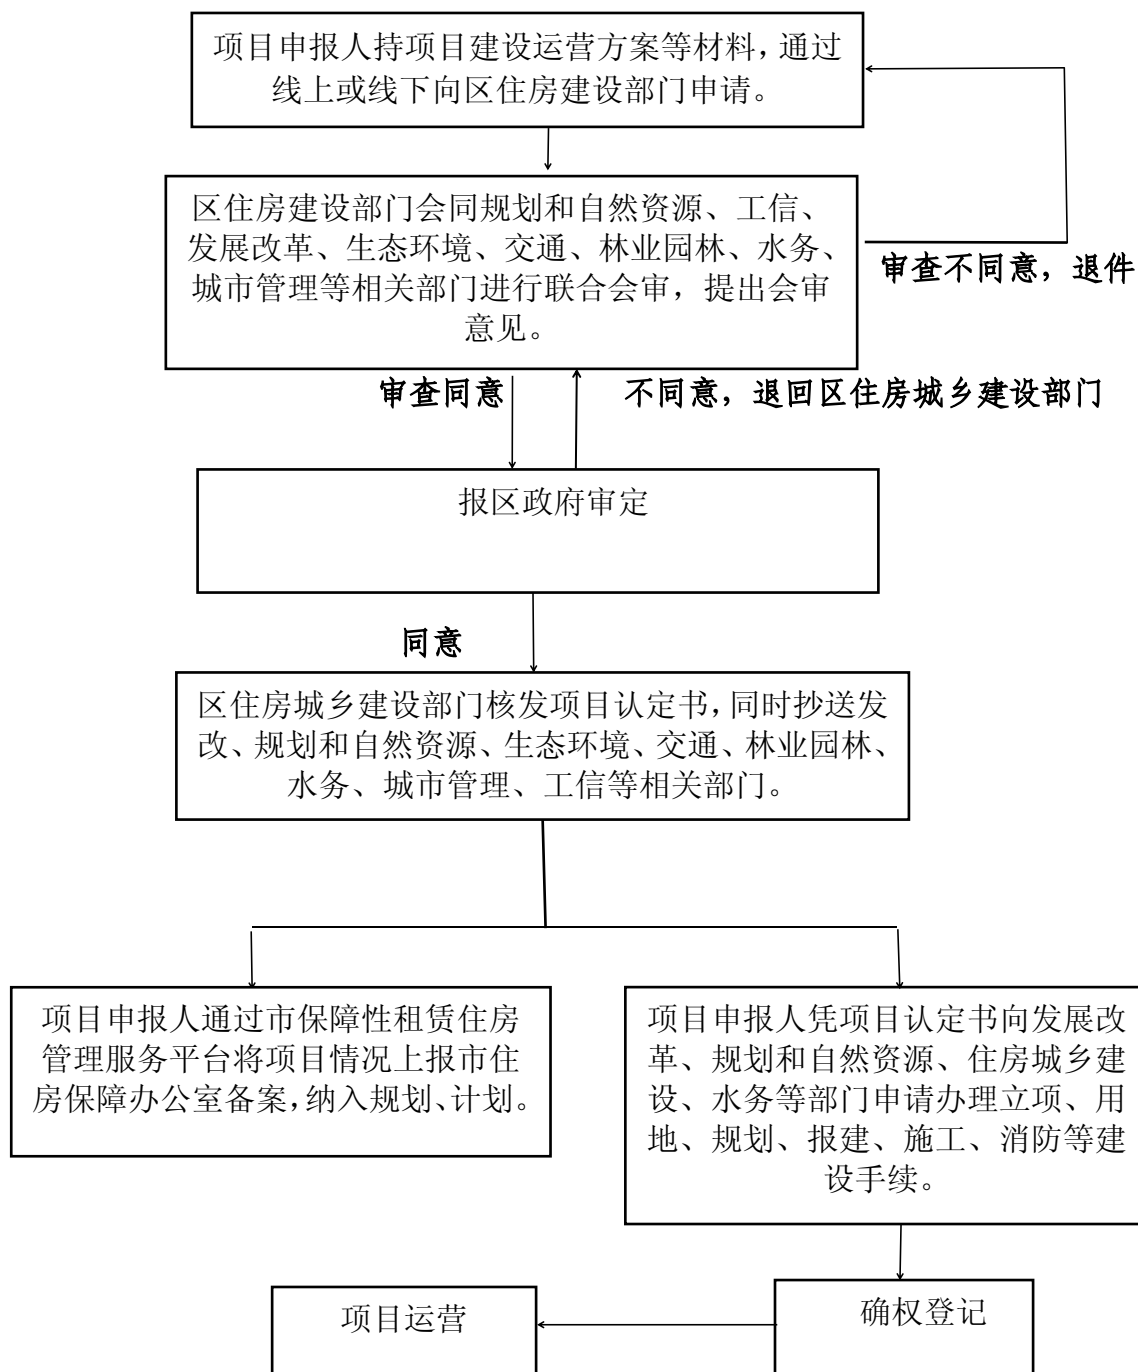 项目申报人持项目建设运营方案等材料，通过
线上或线下向区住房建设部门申请。
区住房建设部门会同规划和自然资源、工信、
发展改革、生态环境、交通、林业园林、水务、
城市管理等相关部门进行联合会审，提出会审
意见。
审查不同意，退件
审查同意
不同意，退回区住房城乡建设部门
报区政府审定
同意
区住房城乡建设部门核发项目认定书，同时抄送发
改、规划和自然资源、生态环境、交通、林业园林、
水务、城市管理、工信等相关部门。
项目申报人通过市保障性租赁住房
管理服务平台将项目情况上报市住
房保障办公室备案，纳入规划、计划。
项目申报人凭项目认定书向发展改
革、规划和自然资源、住房城乡建
设、水务等部门申请办理立项、用
地、规划、报建、施工、消防等建
设手续。
确权登记
项目运营